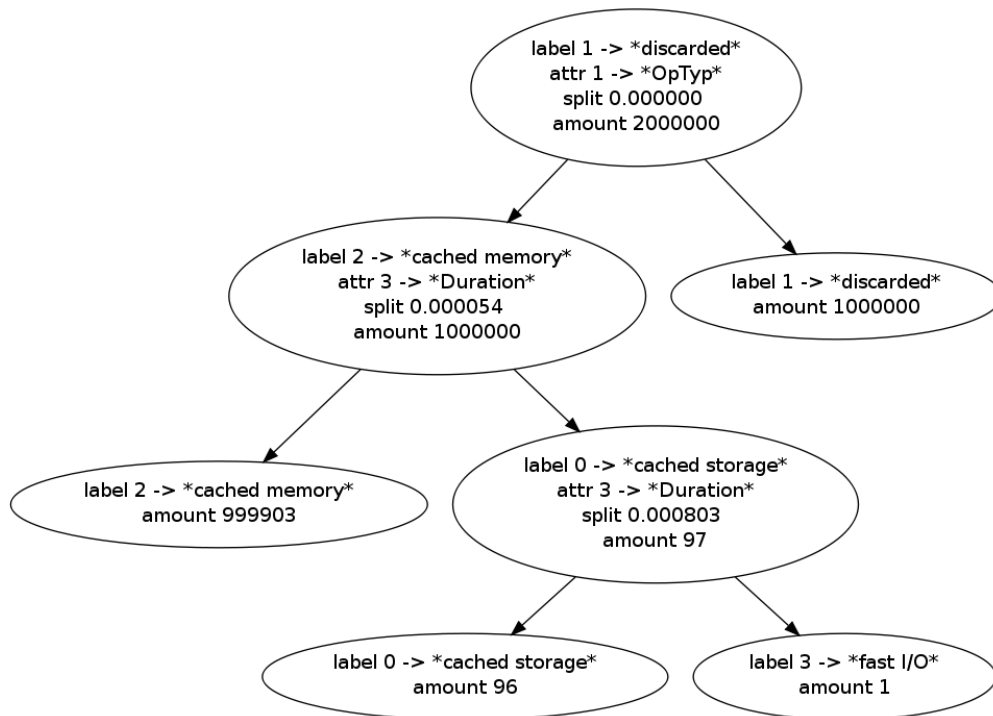 label 1 -> *discarded*
attr 1 -> *OpTyp*
split 0.000000
amount 2000000
label 2 -> *cached memory*
attr 3 -> *Duration*
split 0.000054
amount 1000000
label 1 -> *discarded*
amount 1000000
label 2 -> *cached memory*
amount 999903
label 0 -> *cached storage*
attr 3 -> *Duration*
split 0.000803
amount 97
label 0 -> *cached storage*
amount 96
label 3 -> *fast I/O*
amount 1